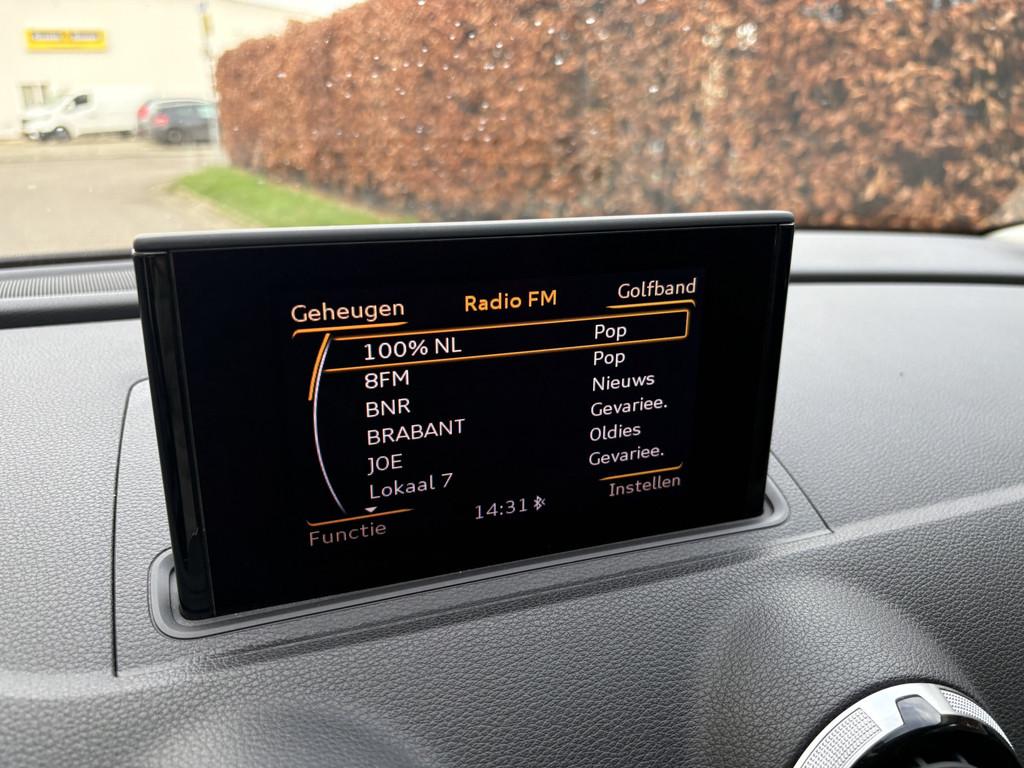 Geheugen Radio FM Golfband
100% NL Pop
8FM Pop
BNR Nieuws
BRABANT Gevariee.
JOE Oldies
Lokaal 7 Gevariee.
Functie 14:31 Instellen